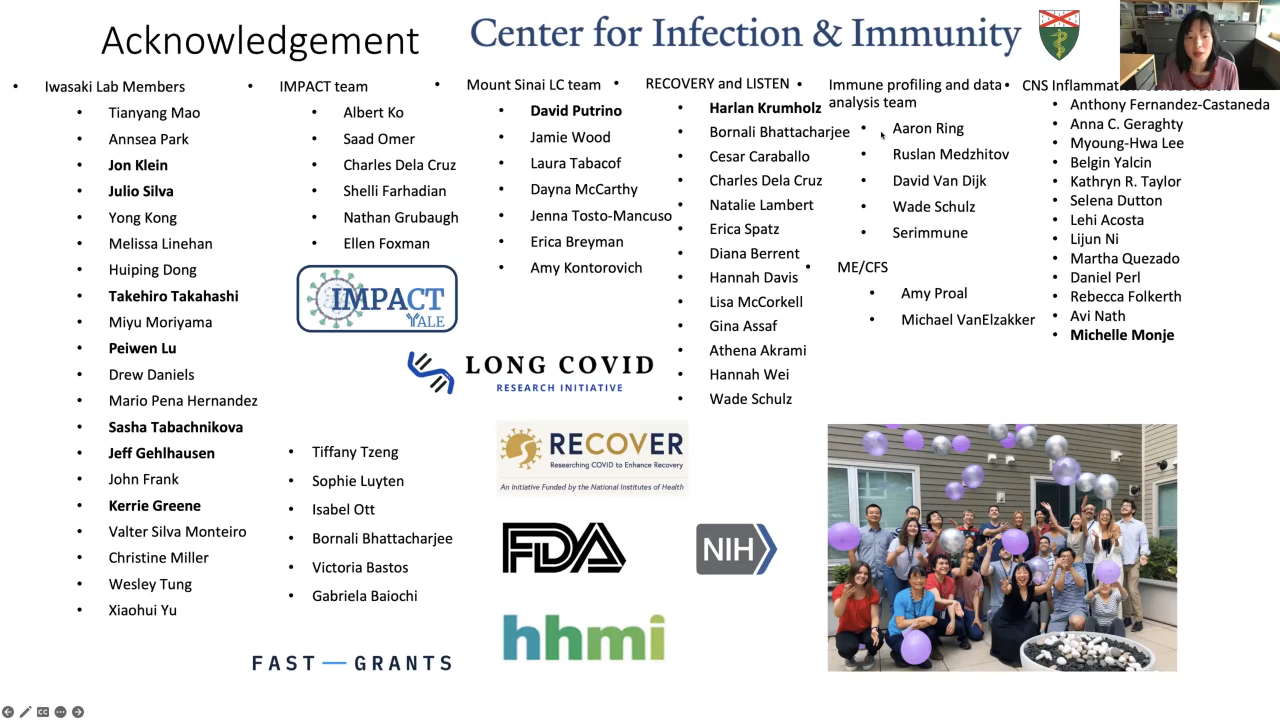 Acknowledgement
Center for Infection & Immunity
Iwasaki Lab Members
Tianyang Mao
Annsea Park
Jon Klein
Julio Silva
Yong Kong
Melissa Linehan
Huiping Dong
Takehiro Takahashi
Miyu Moriyama
Peiwen Lu
Drew Daniels
Mario Pena Hernandez
Sasha Tabachnikova
Jeff Gehlhausen
John Frank
Kerrie Greene
Valter Silva Monteiro
Christine Miller
Wesley Tung
Xiaohui Yu
IMPACT team
Albert Ko
Saad Omer
Charles Dela Cruz
Shelli Farhadian
Nathan Grubaugh
Ellen Foxman
IMPACT
YALE
Tiffany Tzeng
Sophie Luyten
Isabel Ott
Bornali Bhattacharjee
Victoria Bastos
Gabriela Baiochi
FAST — GRANTS
Mount Sinai LC team
David Putrino
Jamie Wood
Laura Tabacof
Dayna McCarthy
Jenna Tosto-Mancuso
Erica Breyman
Amy Kontorovich
LONG COVID
RESEARCH INITIATIVE
RECOVERY and LISTEN
Harlan Krumholz
Bornali Bhattacharjee
Cesar Caraballo
Charles Dela Cruz
Natalie Lambert
Erica Spatz
Diana Berrent
Hannah Davis
Lisa McCorkell
Gina Assaf
Athena Akrami
Hannah Wei
Wade Schulz
RECOVER
Researching COVID to Enhance Recovery
An Initiative Funded by the National Institutes of Health
FDA
NIH
hhmi
Immune profiling and data
analysis team
Aaron Ring
Ruslan Medzhitov
David Van Dijk
Wade Schulz
Serimmune
ME/CFS
Amy Proal
Michael VanElzakker
CNS
Anthony Fernandez-Castaneda
Anna C. Geraghty
Myoung-Hwa Lee
Belgin Yalcin
Kathryn R. Taylor
Selena Dutton
Lehi Acosta
Lijun Ni
Martha Quezado
Daniel Perl
Rebecca Folkerth
Avi Nath
Michelle Monje